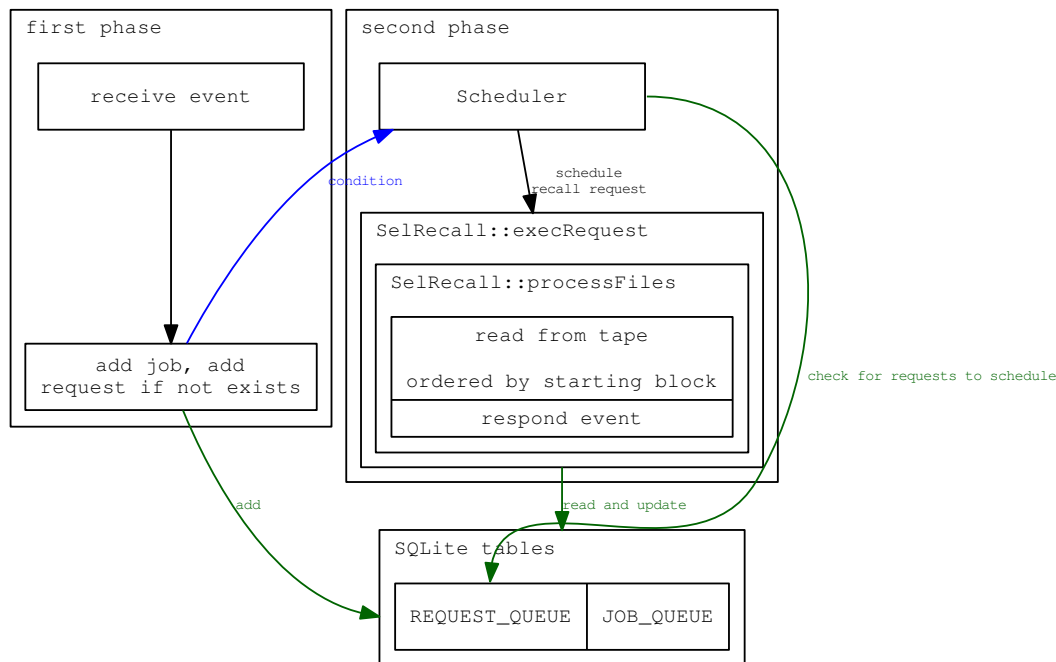 first phase
receive event
add job, add
request if not exists
second phase
Scheduler
condition
schedule
recall request
SelRecall::execRequest
SelRecall::processFiles
read from tape
ordered by starting block
respond event
check for requests to schedule
add
read and update
SQLite tables
REQUEST_QUEUE
JOB_QUEUE